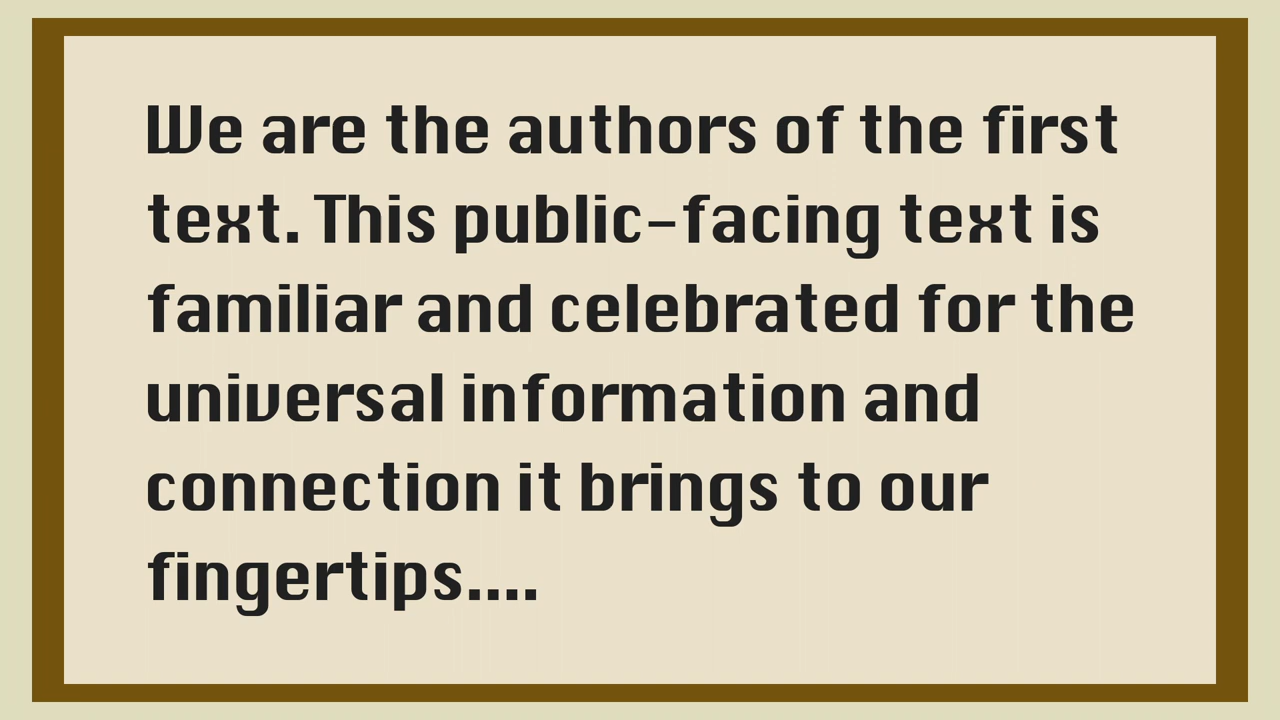 We are the authors of the first
text. This public-facing text is
familiar and celebrated for the
universal information and
connection it brings to our
fingertips....